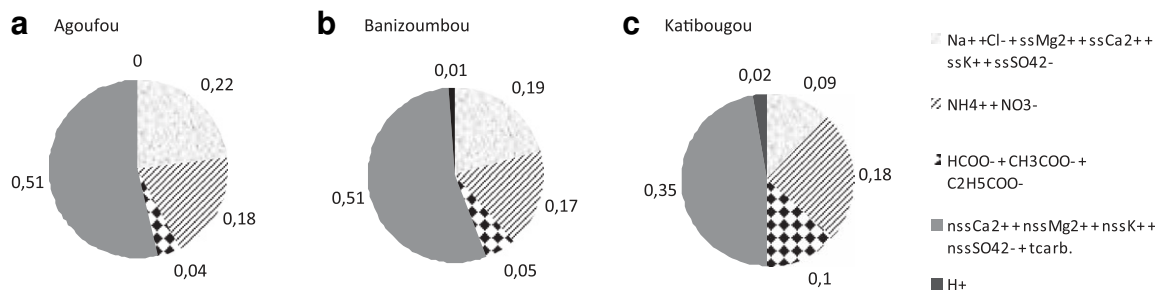 a Agoufou
b Banizoumbou
c Katibougou
0
0,22
0,51
0,18
0,04
0,01
0,19
0,51
0,17
0,05
0,02
0,09
0,35
0,18
0,1
Na++Cl-+ssMg2++ssCa2++
ssK++ssSO42-
NH4++NO3-
HCOO-+CH3COO-+
C2H5COO-
nssCa2++nssMg2++nssK++
nssSO42-+tcarb.
H+